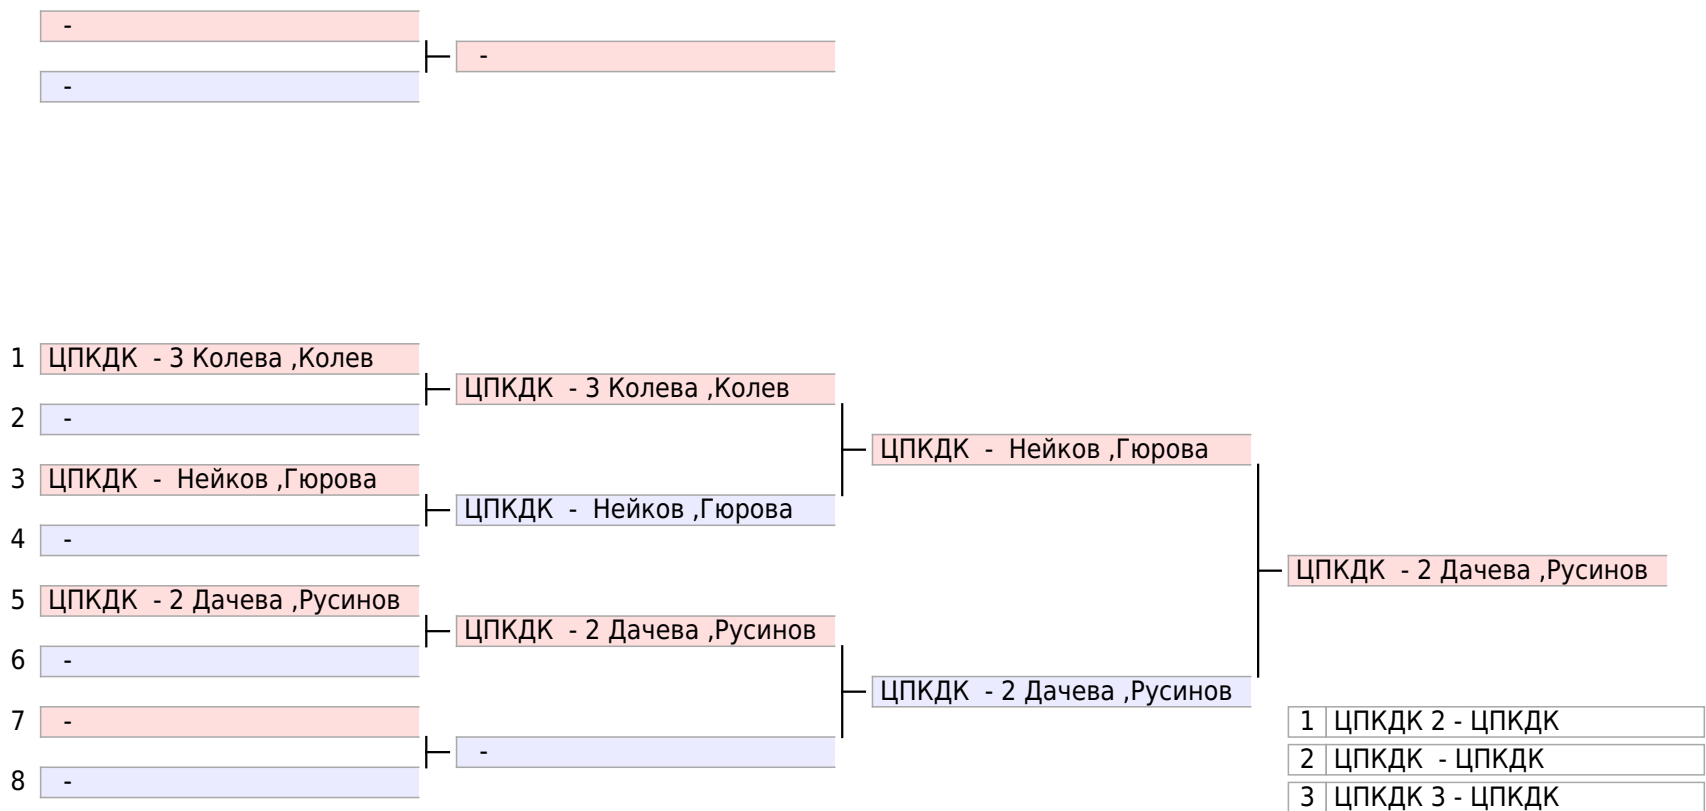 -
-
-
1 ЦПКДК - 3 Колева ,Колев
ЦПКДК - 3 Колева ,Колев
2 -
ЦПКДК - Нейков ,Гюрова
3 ЦПКДК - Нейков ,Гюрова
ЦПКДК - Нейков ,Гюрова
4 -
ЦПКДК - 2 Дачева ,Русинов
5 ЦПКДК - 2 Дачева ,Русинов
ЦПКДК - 2 Дачева ,Русинов
6 -
ЦПКДК - 2 Дачева ,Русинов
7 -
-
8 -
1 ЦПКДК 2 - ЦПКДК
2 ЦПКДК - ЦПКДК
3 ЦПКДК 3 - ЦПКДК